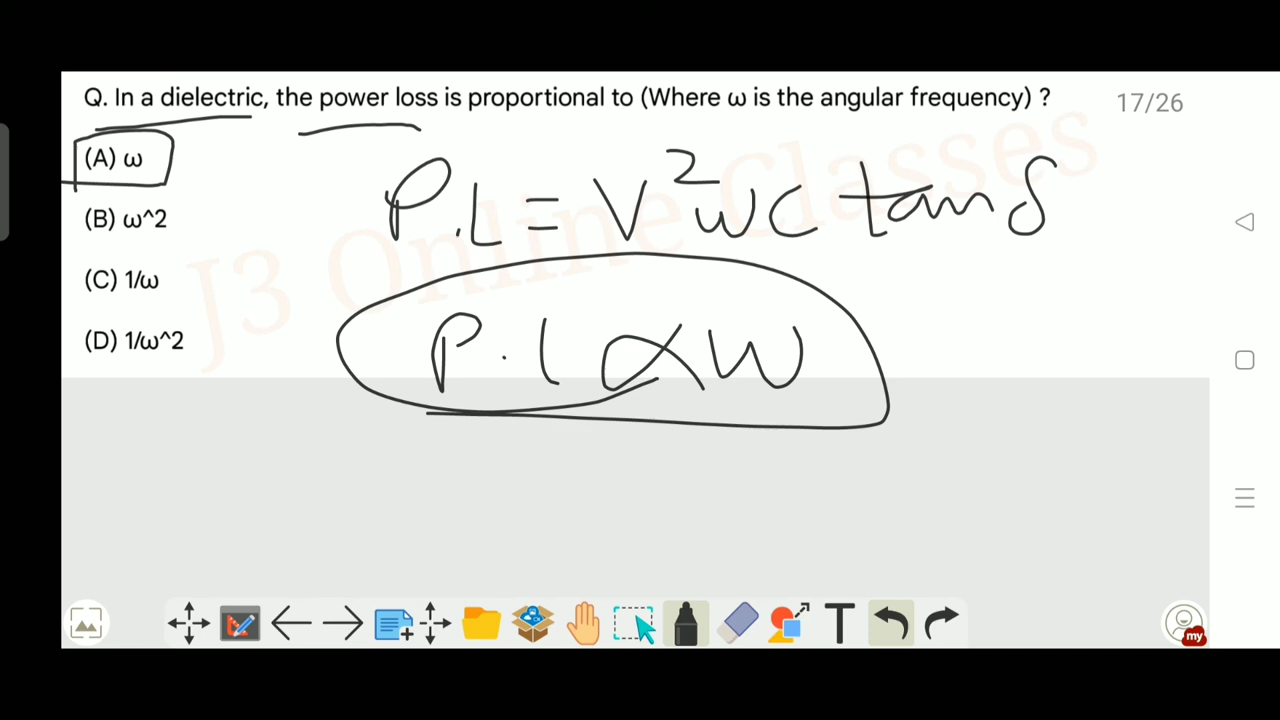 Q. In a dielectric, the power loss is proportional to (Where ω is the angular frequency) ?
17/26
(A) ω
(B) ω^2
(C) 1/ω
(D) 1/ω^2
P.L = V²ωC tan δ
P.L ∝ ω
J3 Online Classes
T
my